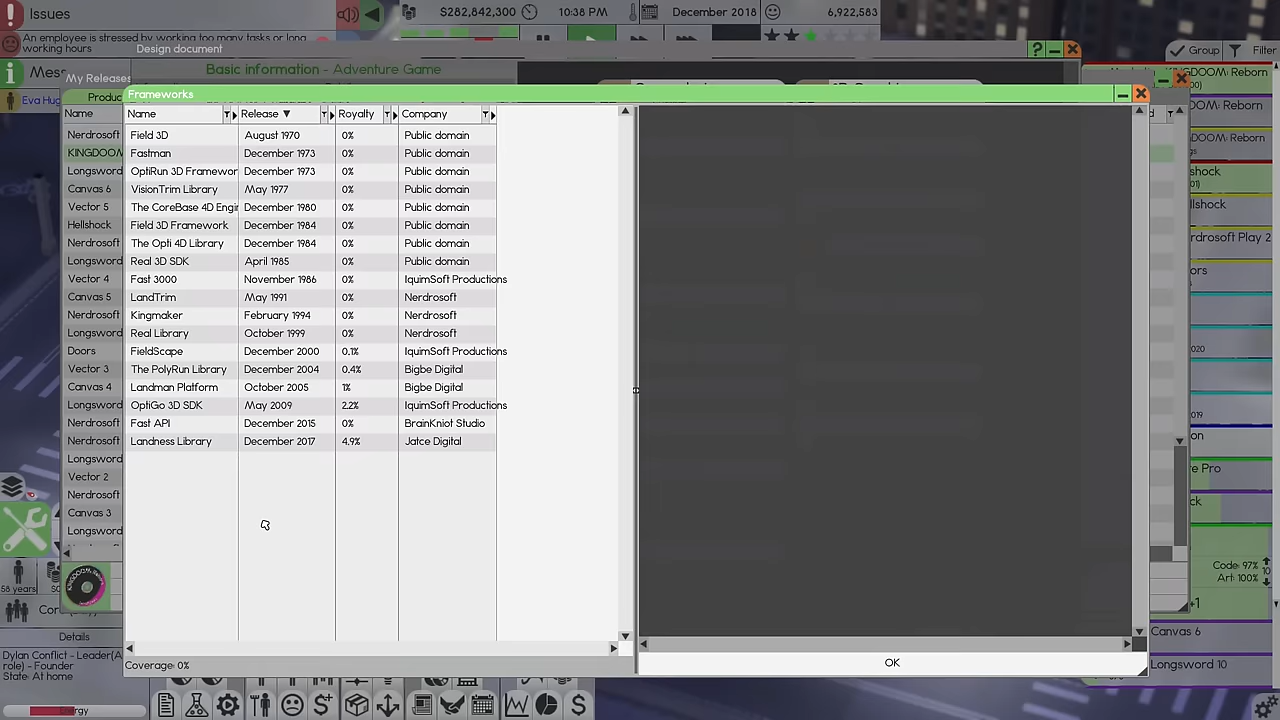 Issues
$282,842,300
10:38 PM
December 2018
6,922,583
An employee is stressed by working too many tasks or long
working hours
Design document
Group
Filter
Basic information - Adventure Game
My Releases
KINGDOOM: Reborn
Eva Hug
Produc
Frameworks
Name
Name
Release ▼
Royalty
Company
Nerdrosoft
Field 3D
August 1970
0%
Public domain
KINGDOOM
Fastman
December 1973
0%
Public domain
Longsword
OptiRun 3D Framewor
December 1973
0%
Public domain
Canvas 6
VisionTrim Library
May 1977
0%
Public domain
Vector 5
The CoreBase 4D Engir
December 1980
0%
Public domain
Hellshock
Field 3D Framework
December 1984
0%
Public domain
Nerdrosoft
The Opti 4D Library
December 1984
0%
Public domain
drosoft Play 2
Longsword
Real 3D SDK
April 1985
0%
Public domain
Vector 4
Fast 3000
November 1986
0%
IquimSoft Productions
Canvas 5
LandTrim
May 1991
0%
Nerdrosoft
Nerdrosoft
Kingmaker
February 1994
0%
Nerdrosoft
Longsword
Real Library
October 1999
0%
Nerdrosoft
Doors
FieldScape
December 2000
0.1%
IquimSoft Productions
Vector 3
The PolyRun Library
December 2004
0.4%
Bigbe Digital
Canvas 4
Landman Platform
October 2005
1%
Bigbe Digital
Longsword
OptiGo 3D SDK
May 2009
2.2%
IquimSoft Productions
Nerdrosoft
Fast API
December 2015
0%
BrainKniot Studio
Nerdrosoft
Landness Library
December 2017
4.9%
Jatce Digital
Longsword
Vector 2
Nerdrosoft
Canvas 3
Longsword
Code: 97%
Art: 100%
58 years
+1
Canvas 6
Details
OK
Coverage: 0%
Longsword 10
Dylan Conflict - Leader(A
role) - Founder
State: At home
Energy